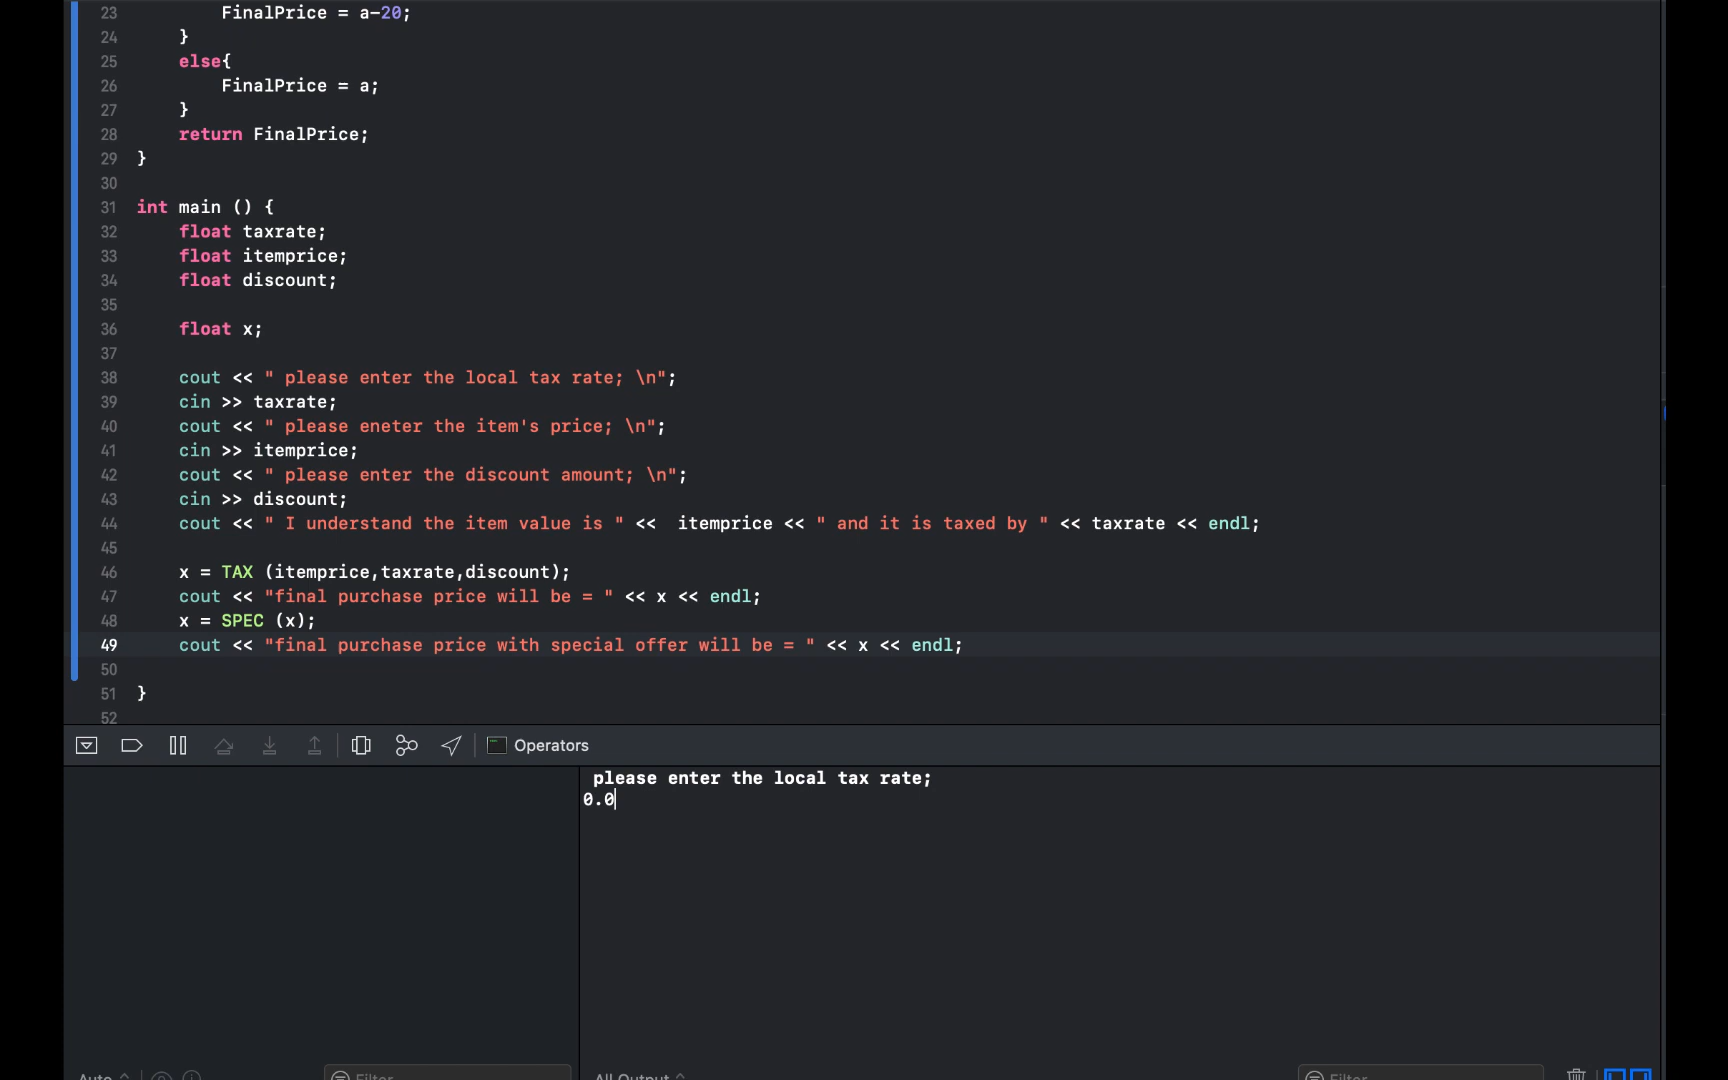 23 FinalPrice = a-20;
24 }
25 else{
26 FinalPrice = a;
27 }
28 return FinalPrice;
29 }
30
31 int main () {
32 float taxrate;
33 float itemprice;
34 float discount;
35
36 float x;
37
38 cout << " please enter the local tax rate; \n";
39 cin >> taxrate;
40 cout << " please eneter the item's price; \n";
41 cin >> itemprice;
42 cout << " please enter the discount amount; \n";
43 cin >> discount;
44 cout << " I understand the item value is " <<  itemprice << " and it is taxed by " << taxrate << endl;
45
46 x = TAX (itemprice,taxrate,discount);
47 cout << "final purchase price will be = " << x << endl;
48 x = SPEC (x);
49 cout << "final purchase price with special offer will be = " << x << endl;
50
51 }
52
Operators
please enter the local tax rate;
0.0
Auto
Filter
All Output
Filter